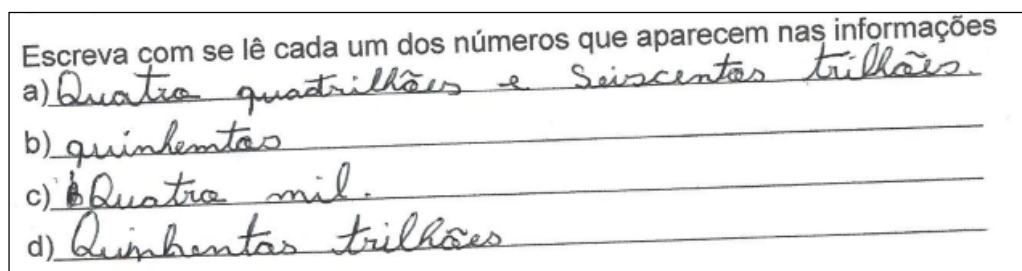 Escreva com se lê cada um dos números que aparecem nas informações
a) Quatro quadrilhões e Seiscentos trilhões.
b) quinhemtos
c) Quatro mil.
d) Quinhentos trilhões